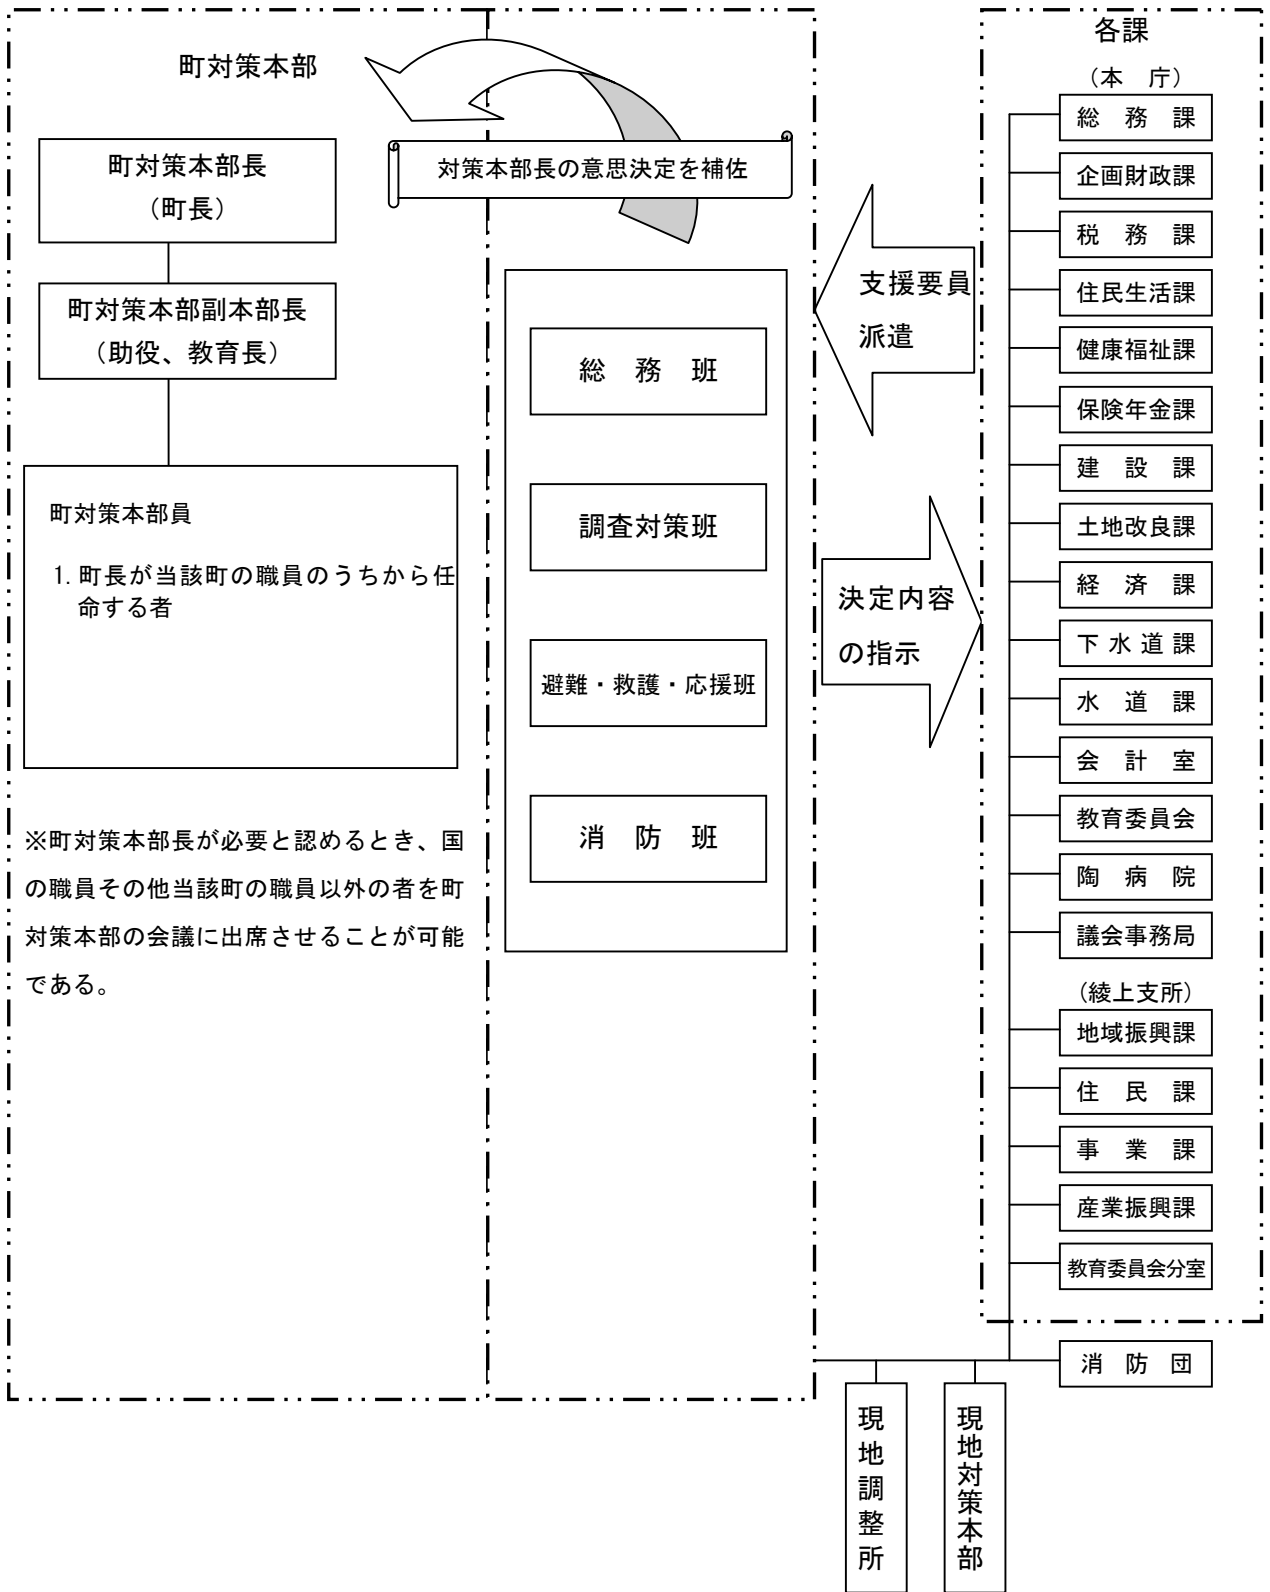 町対策本部
町対策本部長
（町長）
町対策本部副本部長
（助役、教育長）
町対策本部員
1. 町長が当該町の職員のうちから任
命する者
※町対策本部長が必要と認めるとき、国
の職員その他当該町の職員以外の者を町
対策本部の会議に出席させることが可能
である。
対策本部長の意思決定を補佐
総　務　班
調査対策班
避難・救護・応援班
消　防　班
支援要員
派遣
決定内容
の指示
各課
（本　庁）
総　務　課
企画財政課
税　務　課
住民生活課
健康福祉課
保険年金課
建　設　課
土地改良課
経　済　課
下 水 道 課
水　道　課
会　計　室
教育委員会
陶　病　院
議会事務局
（綾上支所）
地域振興課
住　民　課
事　業　課
産業振興課
教育委員会分室
消　防　団
現地調整所
現地対策本部